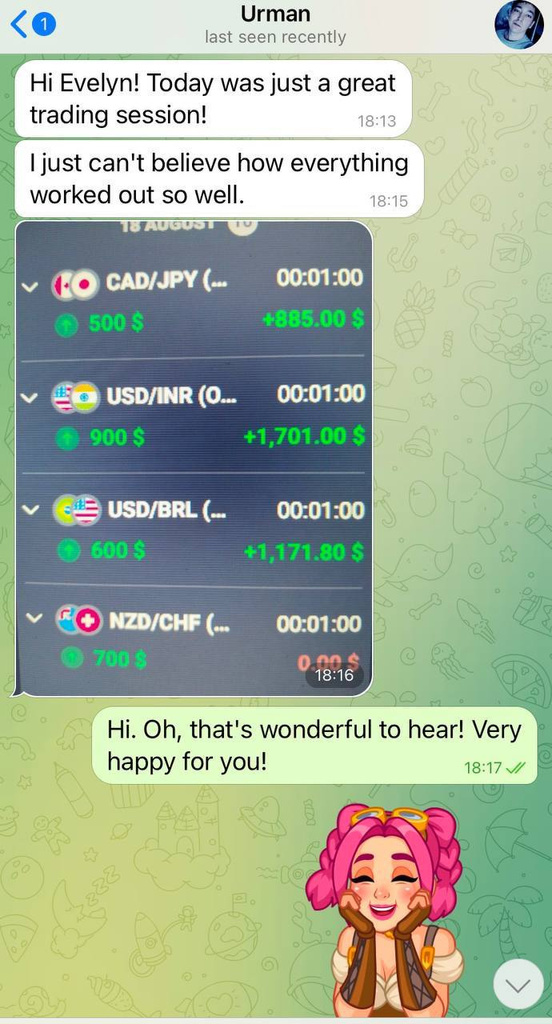 1
Urman
last seen recently
Hi Evelyn! Today was just a great
trading session!
18:13
I just can't believe how everything
worked out so well.
18:15
18 AUGUST 10
CAD/JPY (... 00:01:00
500 $ +885.00 $
USD/INR (O... 00:01:00
900 $ +1,701.00 $
USD/BRL (... 00:01:00
600 $ +1,171.80 $
NZD/CHF (... 00:01:00
700 $ 0.00 $
18:16
Hi. Oh, that's wonderful to hear! Very
happy for you!
18:17